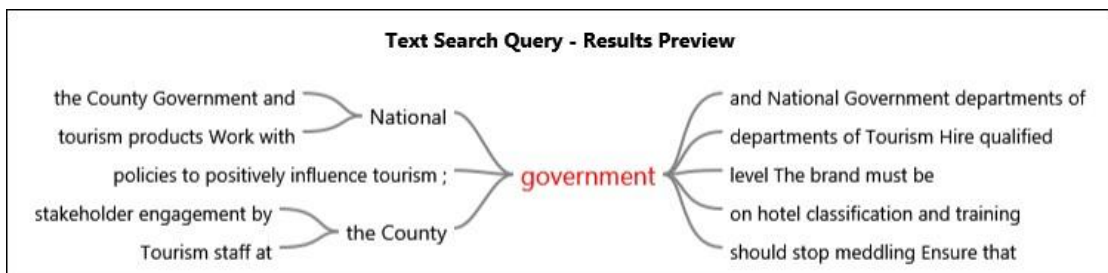 Text Search Query - Results Preview
the County Government and
tourism products Work with
National
policies to positively influence tourism ;
stakeholder engagement by
Tourism staff at
the County
government
and National Government departments of
departments of Tourism Hire qualified
level The brand must be
on hotel classification and training
should stop meddling Ensure that